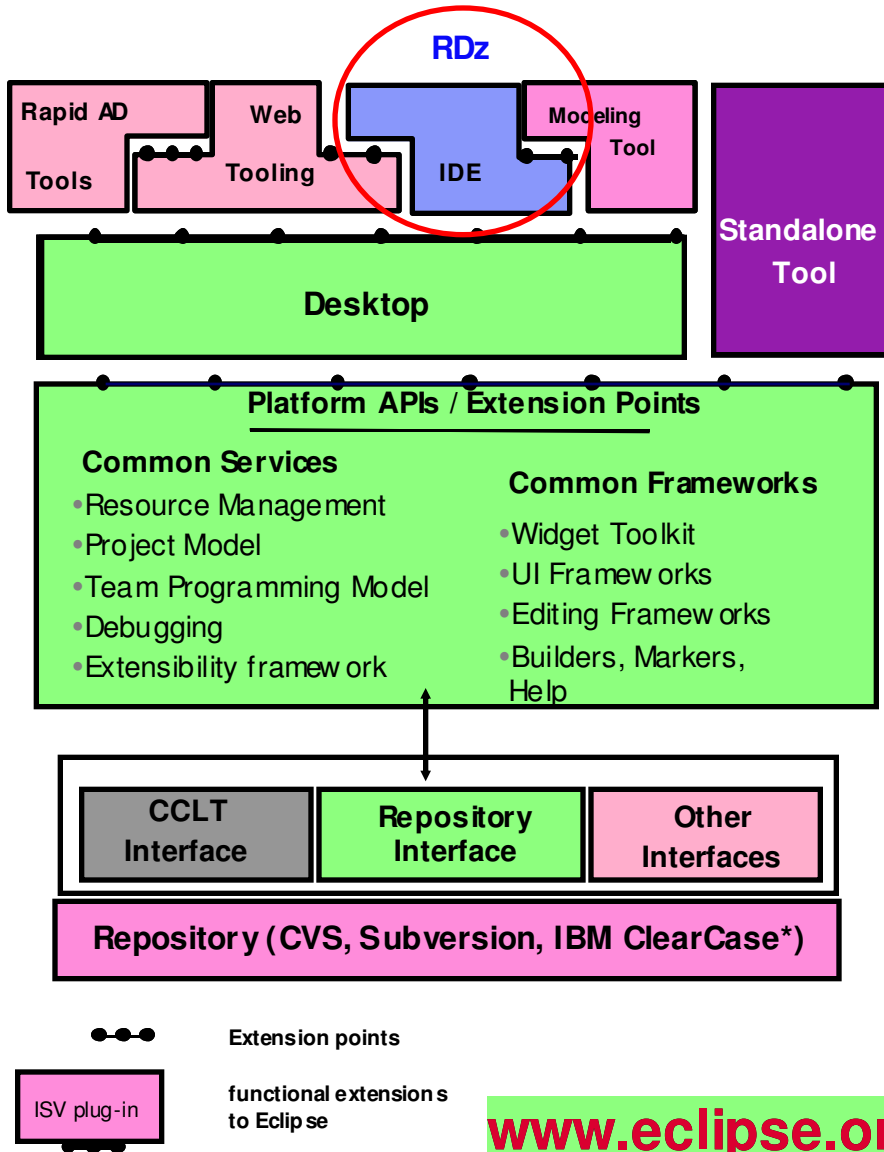 RDz
Rapid AD
Tools
Web
Tooling
IDE
Modeling
Tool
Standalone
Tool
Desktop
Platform APIs / Extension Points
Common Services
•Resource Management
•Project Model
•Team Programming Model
•Debugging
•Extensibility framework
Common Frameworks
•Widget Toolkit
•UI Frameworks
•Editing Frameworks
•Builders, Markers,
Help
CCLT
Interface
Repository
Interface
Other
Interfaces
Repository (CVS, Subversion, IBM ClearCase*)
Extension points
ISV plug-in
functional extensions
to Eclipse
www.eclipse.or